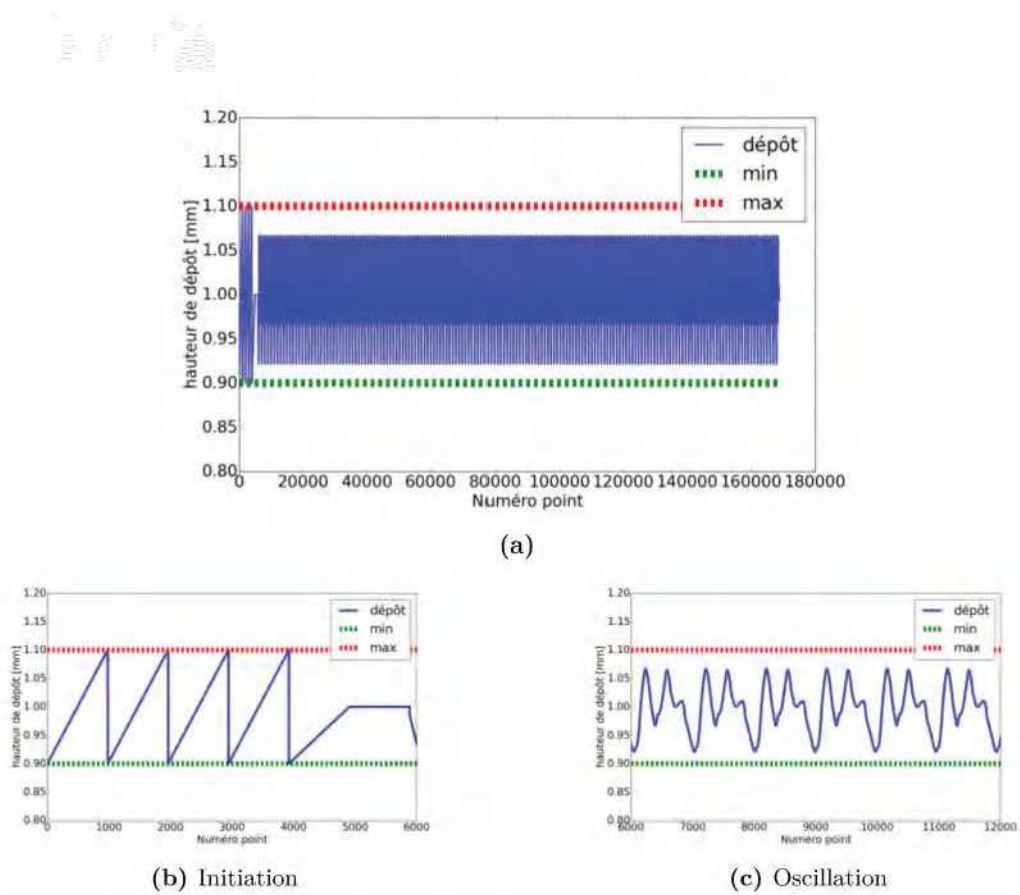 1.20
1.15
1.10
1.05
1.00
0.95
0.90
0.85
0.80
hauteur de dépôt [mm]
dépôt
min
max
0 20000 40000 60000 80000 100000 120000 140000 160000 180000
Numéro point
(a)
1.20
1.15
1.10
1.05
1.00
0.95
0.90
0.85
0.80
hauteur de dépôt [mm]
dépôt
min
max
0 1000 2000 3000 4000 5000 6000
Numéro point
(b) Initiation
1.20
1.15
1.10
1.05
1.00
0.95
0.90
0.85
0.80
hauteur de dépôt [mm]
dépôt
min
max
6000 7000 8000 9000 10000 11000 12000
Numéro point
(c) Oscillation